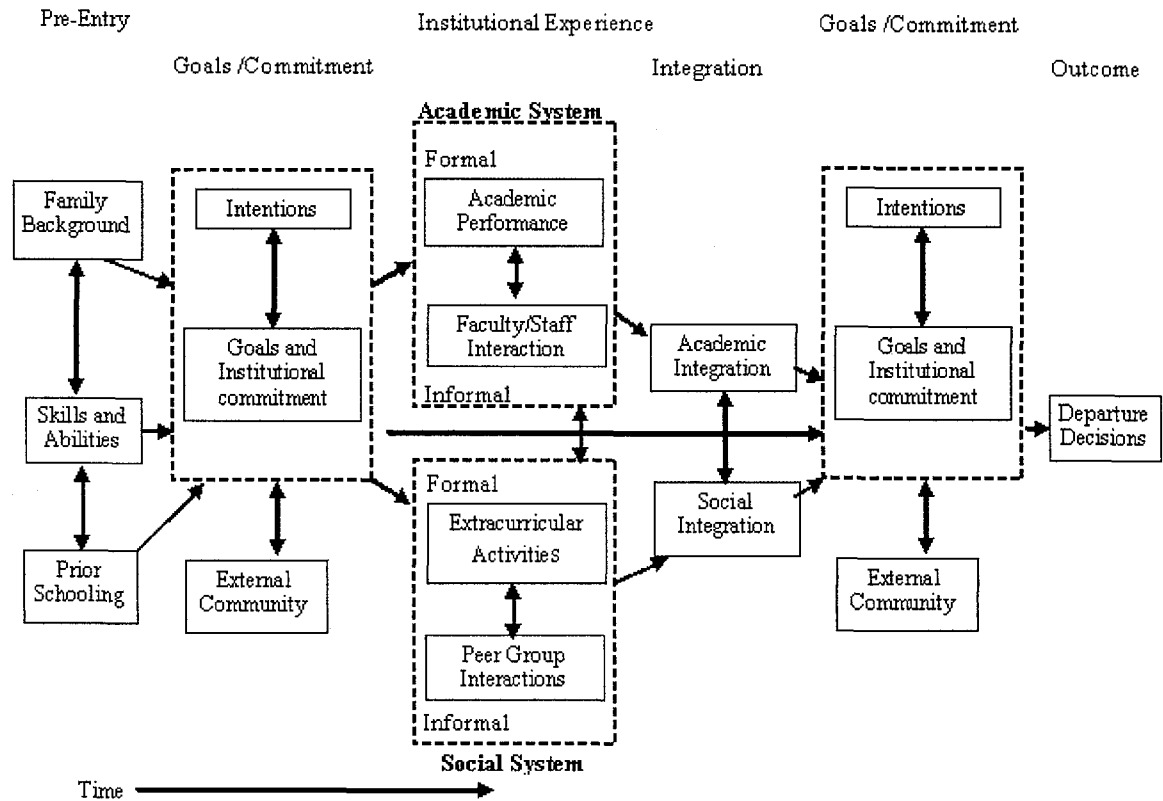 Pre-Entry
Institutional Experience
Goals /Commitment
Goals /Commitment
Integration
Outcome
Academic System
Formal
Family
Background
Intentions
Academic
Performance
Intentions
Faculty/Staff
Interaction
Goals and
Institutional
commitment
Academic
Integration
Goals and
Institutional
commitment
Informal
Skills and
Abilities
Departure
Decisions
Formal
Extracurricular
Activities
Social
Integration
Prior
Schooling
External
Community
External
Community
Peer Group
Interactions
Informal
Social System
Time